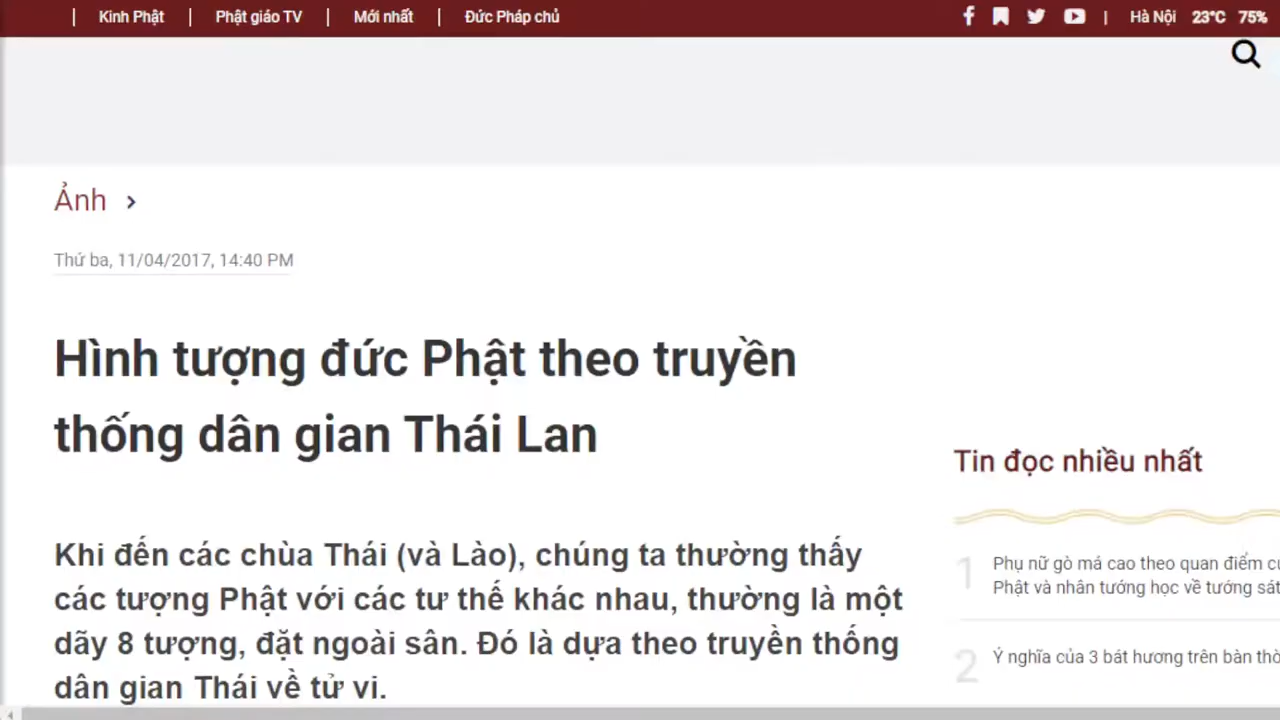 | Kinh Phật | Phật giáo TV | Mới nhất | Đức Pháp chủ | Hà Nội 23°C 75%
Ảnh
Thứ ba, 11/04/2017, 14:40 PM
Hình tượng đức Phật theo truyền
thống dân gian Thái Lan
Khi đến các chùa Thái (và Lào), chúng ta thường thấy
các tượng Phật với các tư thế khác nhau, thường là một
dãy 8 tượng, đặt ngoài sân. Đó là dựa theo truyền thống
dân gian Thái về tử vi.
Tin đọc nhiều nhất
1 Phụ nữ gò má cao theo quan điểm
Phật và nhân tướng học về tướng sát
2 Ý nghĩa của 3 bát hương trên bàn